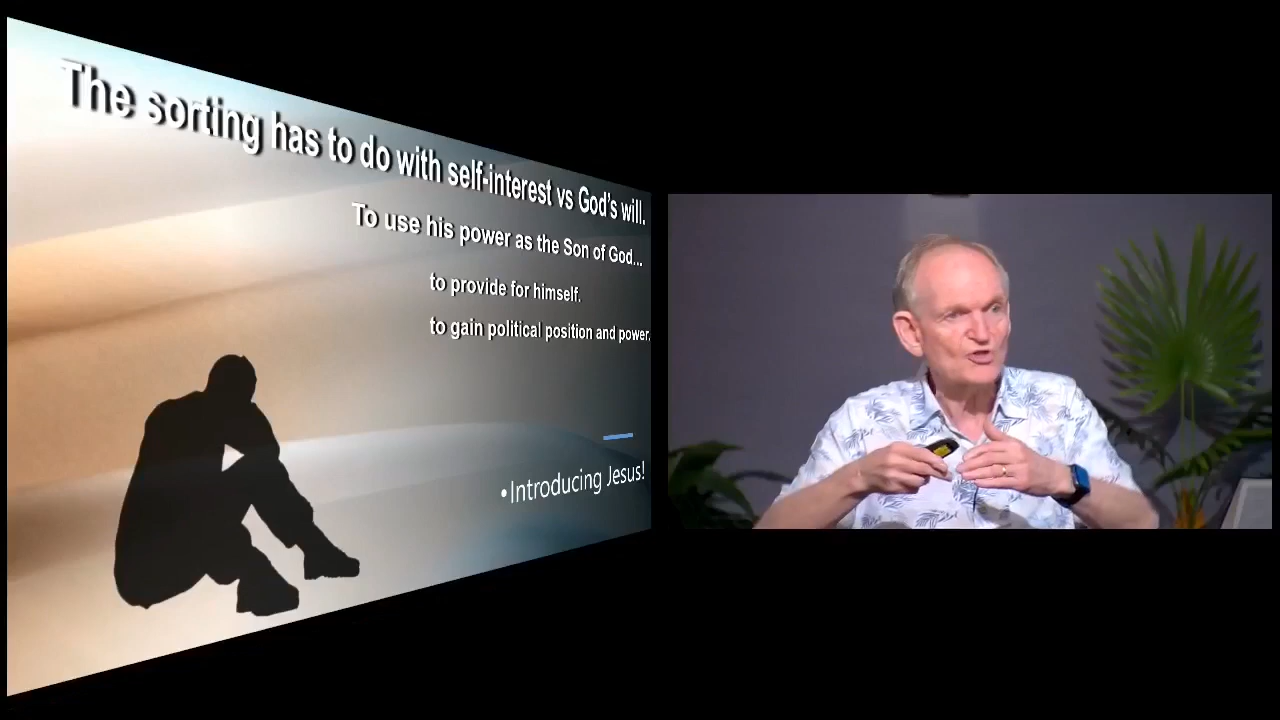 The sorting has to do with self-interest vs God's will.
To use his power as the Son of God...
to provide for himself.
to gain political position and power.
•Introducing Jesus!